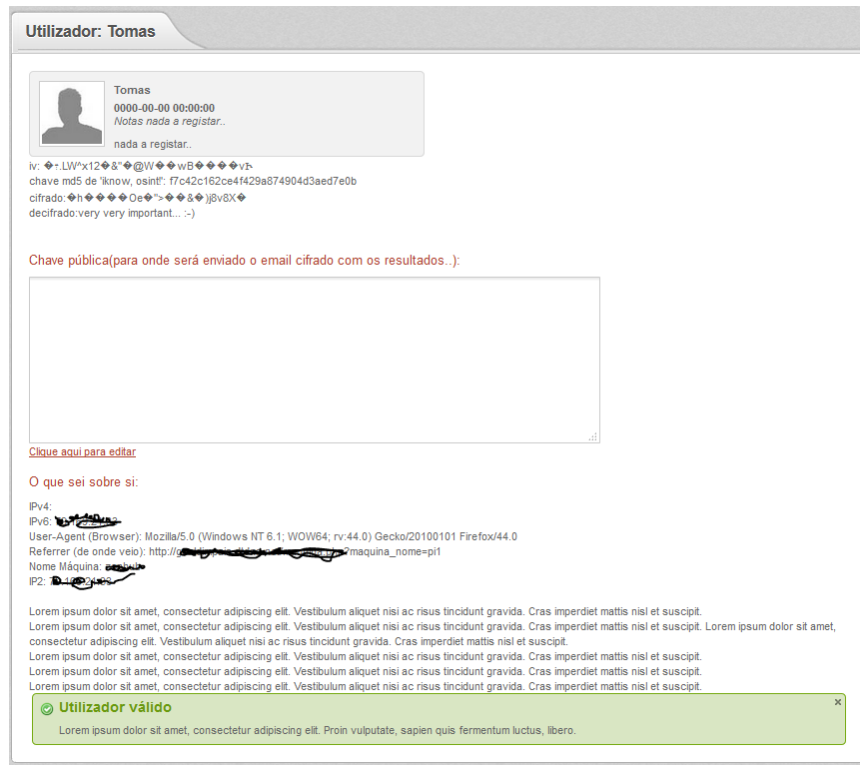 Utilizador: Tomas
Tomas
0000-00-00 00:00:00
Notas nada a registar..
nada a registar..
iv: �÷.LW^x12�&"�@W��wB����v
chave md5 de 'iknow, osint!': f7c42c162ce4f429a874904d3aed7e0b
cifrado:�h����Oe�">��&�)j8v8X�
decifrado:very very important... :-)
Chave pública(para onde será enviado o email cifrado com os resultados..):
Clique aqui para editar
O que sei sobre si:
IPv4:
IPv6:
User-Agent (Browser): Mozilla/5.0 (Windows NT 6.1; WOW64; rv:44.0) Gecko/20100101 Firefox/44.0
Referrer (de onde veio): http://g ?maquina_nome=pi1
Nome Máquina:
IP2:
Lorem ipsum dolor sit amet, consectetur adipiscing elit. Vestibulum aliquet nisi ac risus tincidunt gravida. Cras imperdiet mattis nisl et suscipit.
Lorem ipsum dolor sit amet, consectetur adipiscing elit. Vestibulum aliquet nisi ac risus tincidunt gravida. Cras imperdiet mattis nisl et suscipit. Lorem ipsum dolor sit amet,
consectetur adipiscing elit. Vestibulum aliquet nisi ac risus tincidunt gravida. Cras imperdiet mattis nisl et suscipit.
Lorem ipsum dolor sit amet, consectetur adipiscing elit. Vestibulum aliquet nisi ac risus tincidunt gravida. Cras imperdiet mattis nisl et suscipit.
Lorem ipsum dolor sit amet, consectetur adipiscing elit. Vestibulum aliquet nisi ac risus tincidunt gravida. Cras imperdiet mattis nisl et suscipit.
Lorem ipsum dolor sit amet, consectetur adipiscing elit. Vestibulum aliquet nisi ac risus tincidunt gravida. Cras imperdiet mattis nisl et suscipit.
Utilizador válido
Lorem ipsum dolor sit amet, consectetur adipiscing elit. Proin vulputate, sapien quis fermentum luctus, libero.